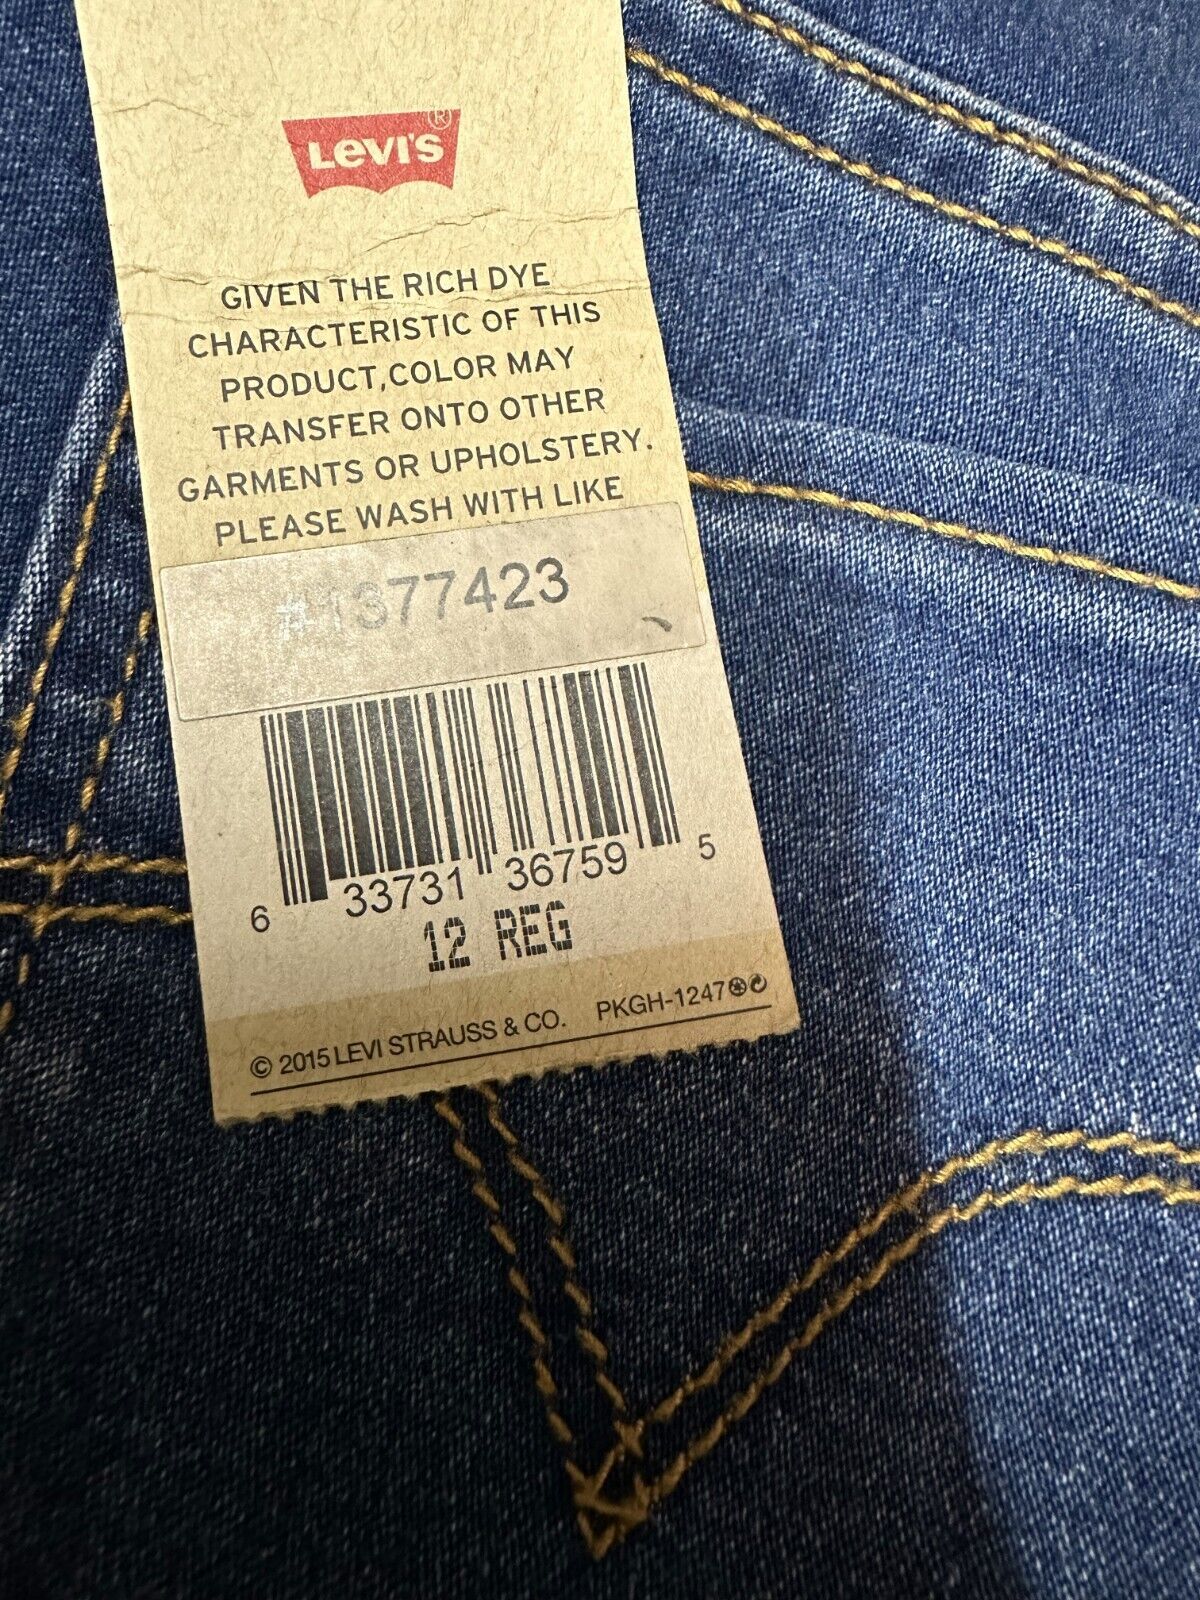 LEVI'S®
GIVEN THE RICH DYE
CHARACTERISTIC OF THIS
PRODUCT,COLOR MAY
TRANSFER ONTO OTHER
GARMENTS OR UPHOLSTERY.
PLEASE WASH WITH LIKE
#1377423
6 33731 36759 5
12 REG
© 2015 LEVI STRAUSS & CO. PKGH-1247